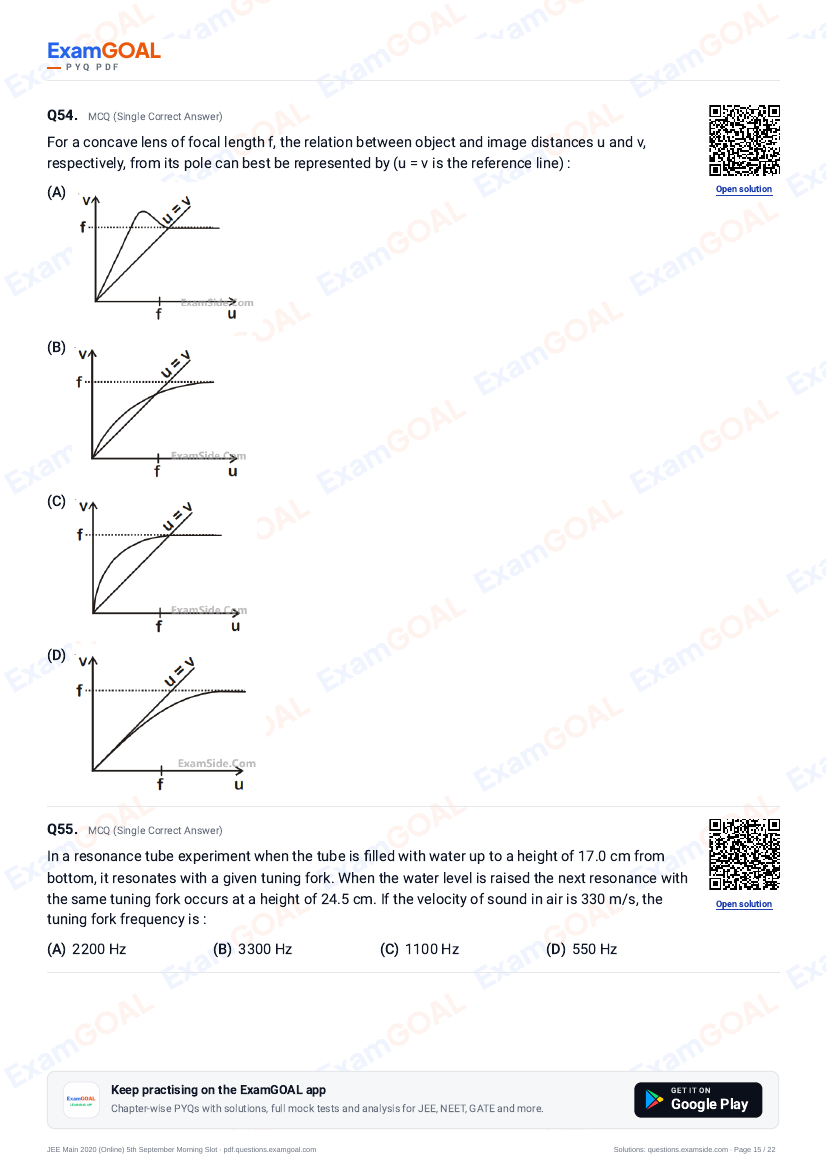 ExamGOAL
PYQ PDF
Q54. MCQ (Single Correct Answer)
For a concave lens of focal length f, the relation between object and image distances u and v,
respectively, from its pole can best be represented by (u = v is the reference line) :
Open solution
(A)
v
u = v
f
ExamSide.Com
f
u
(B)
v
u = v
f
ExamSide.Com
f
u
(C)
v
u = v
f
ExamSide.Com
f
u
(D)
v
u = v
f
ExamSide.Com
f
u
Q55. MCQ (Single Correct Answer)
In a resonance tube experiment when the tube is filled with water up to a height of 17.0 cm from
bottom, it resonates with a given tuning fork. When the water level is raised the next resonance with
the same tuning fork occurs at a height of 24.5 cm. If the velocity of sound in air is 330 m/s, the
tuning fork frequency is :
Open solution
(A) 2200 Hz (B) 3300 Hz (C) 1100 Hz (D) 550 Hz
ExamGOAL
Keep practising on the ExamGOAL app
Chapter-wise PYQs with solutions, full mock tests and analysis for JEE, NEET, GATE and more.
GET IT ON
Google Play
JEE Main 2020 (Online) 5th September Morning Slot · pdf.questions.examgoal.com
Solutions: questions.examside.com · Page 15 / 22